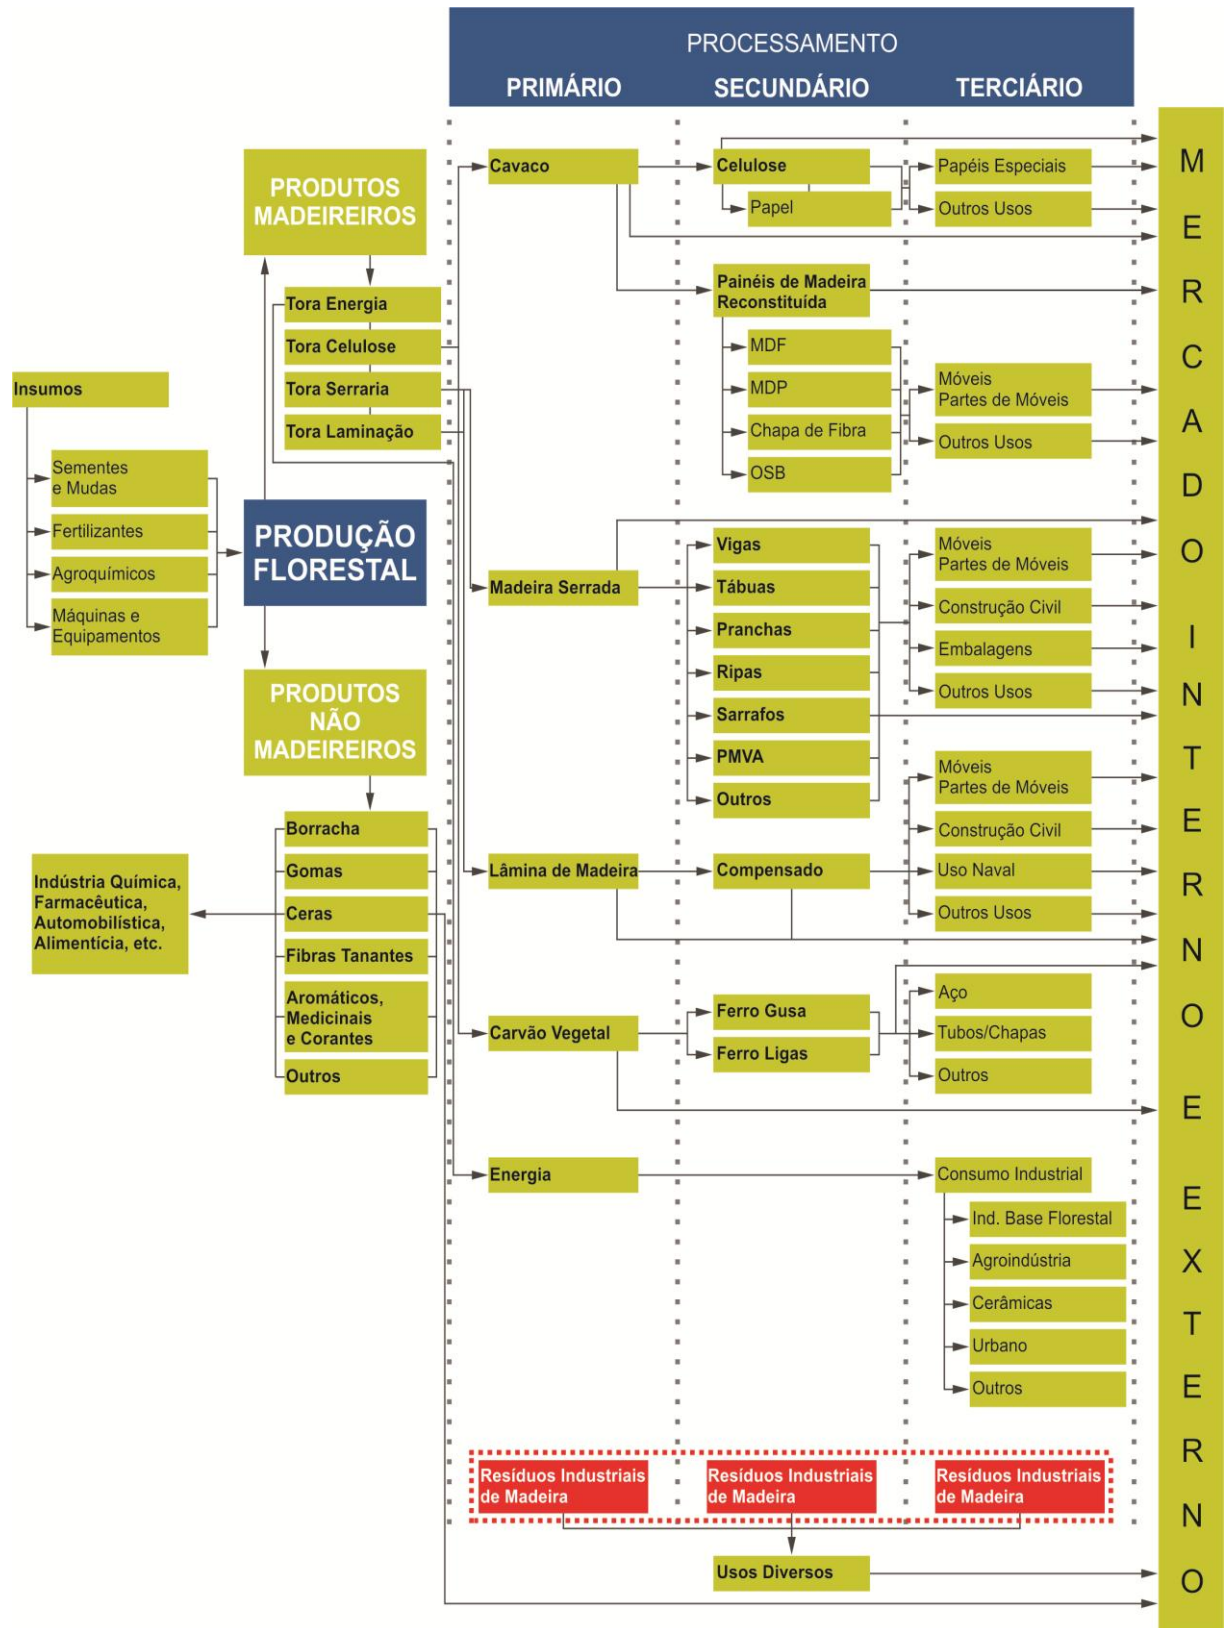 PROCESSAMENTO
PRIMÁRIO
SECUNDÁRIO
TERCIÁRIO
PRODUTOS
MADEIREIROS
Tora Energia
Tora Celulose
Tora Serraria
Tora Laminação
Insumos
Sementes
e Mudas
Fertilizantes
Agroquímicos
Máquinas e
Equipamentos
PRODUÇÃO
FLORESTAL
PRODUTOS
NÃO
MADEIREIROS
Borracha
Gomas
Ceras
Fibras Tanantes
Aromáticos,
Medicinais
e Corantes
Outros
Indústria Química,
Farmacêutica,
Automobilística,
Alimentícia, etc.
Cavaco
Celulose
Papel
Papéis Especiais
Outros Usos
Painéis de Madeira
Reconstituída
MDF
MDP
Chapa de Fibra
OSB
Móveis
Partes de Móveis
Outros Usos
Madeira Serrada
Vigas
Tábuas
Pranchas
Ripas
Sarrafos
PMVA
Outros
Móveis
Partes de Móveis
Construção Civil
Embalagens
Outros Usos
Lâmina de Madeira
Compensado
Móveis
Partes de Móveis
Construção Civil
Uso Naval
Outros Usos
Carvão Vegetal
Ferro Gusa
Ferro Ligas
Aço
Tubos/Chapas
Outros
Energia
Consumo Industrial
Ind. Base Florestal
Agroindústria
Cerâmicas
Urbano
Outros
Resíduos Industriais
de Madeira
Resíduos Industriais
de Madeira
Resíduos Industriais
de Madeira
Usos Diversos
MERCADO INTERNO E EXTERNO